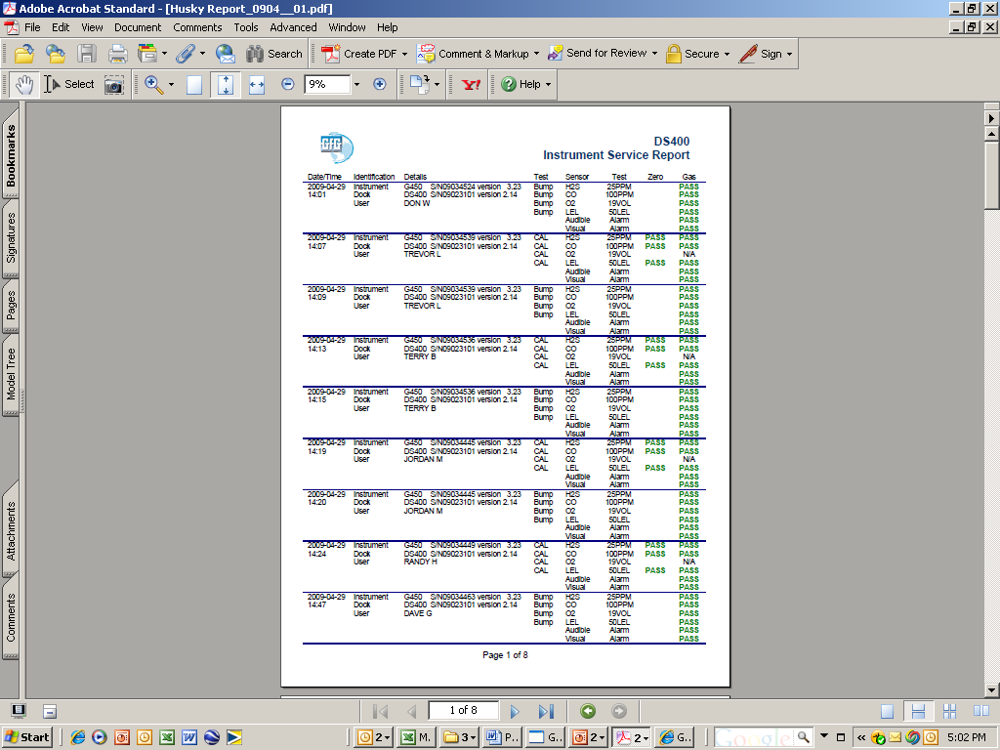 Adobe Acrobat Standard - [Husky Report_0904__01.pdf]
File Edit View Document Comments Tools Advanced Window Help
Search Create PDF Comment & Markup Send for Review Secure Sign
Select 9% Y! Help
Bookmarks
Signatures
Pages
Model Tree
Attachments
Comments
GfG
DS400
Instrument Service Report
Date/Time Identification Details Test Sensor Test Zero Gas
2009-04-29 Instrument G450 S/N09034524 version 3.23 Bump H2S 25PPM PASS
14:01 Dock DS400 S/N09023101 version 2.14 Bump CO 100PPM PASS
User DON W Bump O2 19VOL PASS
Bump LEL 50LEL PASS
Audible Alarm PASS
Visual Alarm PASS
2009-04-29 Instrument G450 S/N09034539 version 3.23 CAL H2S 25PPM PASS PASS
14:07 Dock DS400 S/N09023101 version 2.14 CAL CO 100PPM PASS PASS
User TREVOR L CAL O2 19VOL N/A
CAL LEL 50LEL PASS PASS
Audible Alarm PASS
Visual Alarm PASS
2009-04-29 Instrument G450 S/N09034539 version 3.23 Bump H2S 25PPM PASS
14:09 Dock DS400 S/N09023101 version 2.14 Bump CO 100PPM PASS
User TREVOR L Bump O2 19VOL PASS
Bump LEL 50LEL PASS
Audible Alarm PASS
Visual Alarm PASS
2009-04-29 Instrument G450 S/N09034536 version 3.23 CAL H2S 25PPM PASS PASS
14:13 Dock DS400 S/N09023101 version 2.14 CAL CO 100PPM PASS PASS
User TERRY B CAL O2 19VOL N/A
CAL LEL 50LEL PASS PASS
Audible Alarm PASS
Visual Alarm PASS
2009-04-29 Instrument G450 S/N09034536 version 3.23 Bump H2S 25PPM PASS
14:15 Dock DS400 S/N09023101 version 2.14 Bump CO 100PPM PASS
User TERRY B Bump O2 19VOL PASS
Bump LEL 50LEL PASS
Audible Alarm PASS
Visual Alarm PASS
2009-04-29 Instrument G450 S/N09034445 version 3.23 CAL H2S 25PPM PASS PASS
14:19 Dock DS400 S/N09023101 version 2.14 CAL CO 100PPM PASS PASS
User JORDAN M CAL O2 19VOL N/A
CAL LEL 50LEL PASS PASS
Audible Alarm PASS
Visual Alarm PASS
2009-04-29 Instrument G450 S/N09034445 version 3.23 Bump H2S 25PPM PASS
14:20 Dock DS400 S/N09023101 version 2.14 Bump CO 100PPM PASS
User JORDAN M Bump O2 19VOL PASS
Bump LEL 50LEL PASS
Audible Alarm PASS
Visual Alarm PASS
2009-04-29 Instrument G450 S/N09034449 version 3.23 CAL H2S 25PPM PASS PASS
14:24 Dock DS400 S/N09023101 version 2.14 CAL CO 100PPM PASS PASS
User RANDY H CAL O2 19VOL N/A
CAL LEL 50LEL PASS PASS
Audible Alarm PASS
Visual Alarm PASS
2009-04-29 Instrument G450 S/N09034463 version 3.23 Bump H2S 25PPM PASS
14:47 Dock DS400 S/N09023101 version 2.14 Bump CO 100PPM PASS
User DAVE G Bump O2 19VOL PASS
Bump LEL 50LEL PASS
Audible Alarm PASS
Visual Alarm PASS
Page 1 of 8
1 of 8
Start 2 M.. 3 P.. G.. 2 2 G.. Google « 5:02 PM